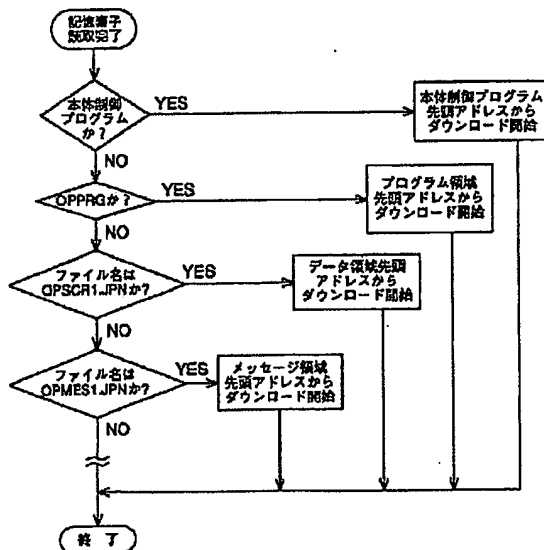 記憶素子
読取完了
本体制御
プログラム
か?
YES
本体制御プログラム
先頭アドレスから
ダウンロード開始
NO
OPPRGか?
YES
プログラム領域
先頭アドレスから
ダウンロード開始
NO
ファイル名は
OPSCR1.JPNか?
YES
データ領域先頭
アドレスから
ダウンロード開始
NO
ファイル名は
OPMES1.JPNか?
YES
メッセージ領域
先頭アドレスから
ダウンロード開始
NO
終了